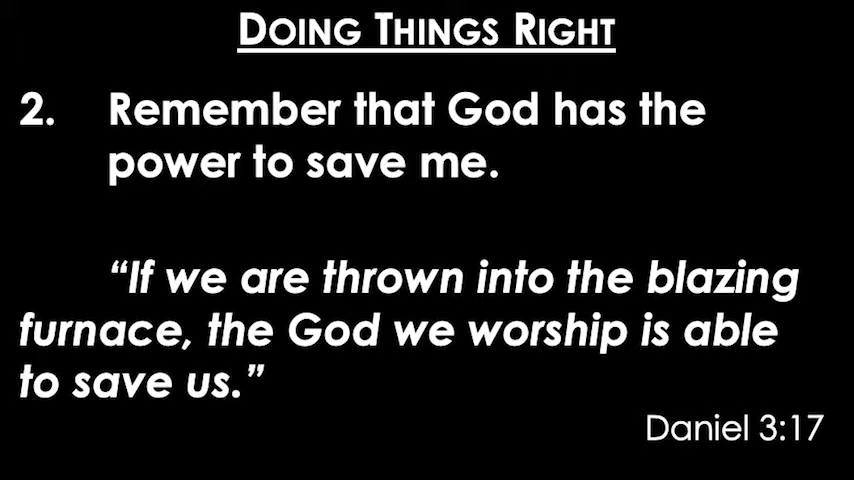 DOING THINGS RIGHT
2. Remember that God has the
power to save me.
“If we are thrown into the blazing
furnace, the God we worship is able
to save us.”
Daniel 3:17